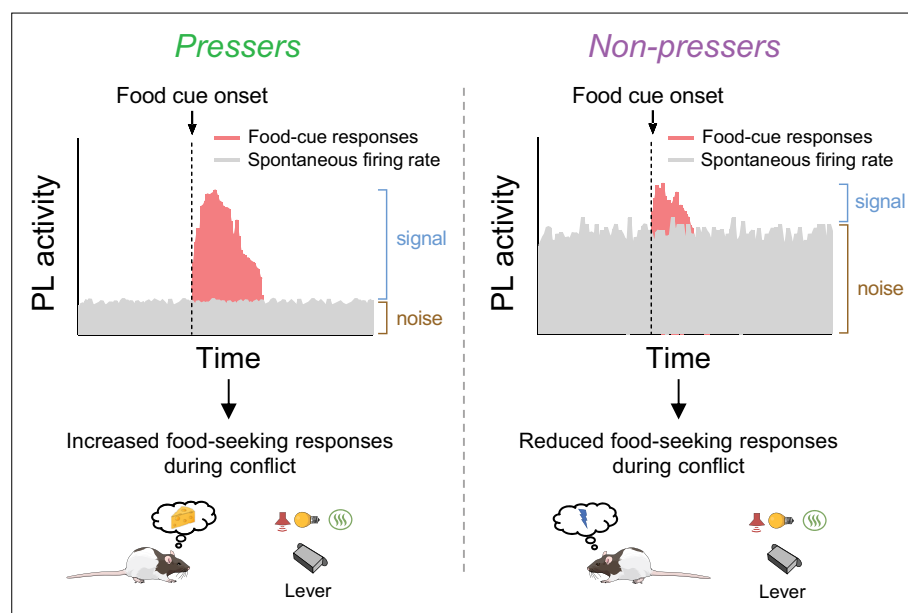 Pressers
Food cue onset
Food-cue responses
Spontaneous firing rate
PL activity
signal
noise
Time
Increased food-seeking responses
during conflict
Lever
Non-pressers
Food cue onset
Food-cue responses
Spontaneous firing rate
PL activity
signal
noise
Time
Reduced food-seeking responses
during conflict
Lever